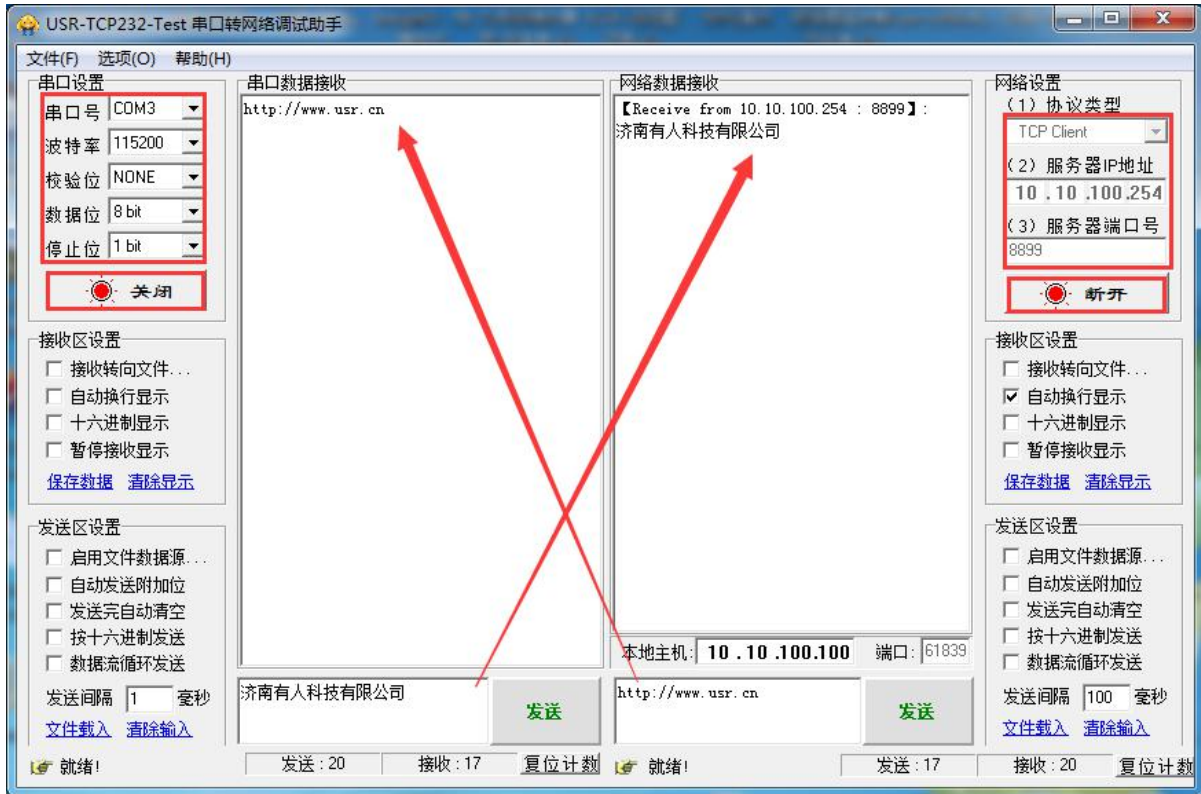 USR-TCP232-Test 串口转网络调试助手
文件(F) 选项(O) 帮助(H)
串口设置
串口号 COM3
波特率 115200
校验位 NONE
数据位 8 bit
停止位 1 bit
关闭
接收区设置
接收转向文件...
自动换行显示
十六进制显示
暂停接收显示
保存数据 清除显示
发送区设置
启用文件数据源...
自动发送附加位
发送完自动清空
按十六进制发送
数据流循环发送
发送间隔 1 毫秒
文件载入 清除输入
就绪!
串口数据接收
http://www.usr.cn
济南有人科技有限公司
发送
发送 : 20 接收 : 17 复位计数
网络数据接收
【Receive from 10.10.100.254 : 8899】:
济南有人科技有限公司
本地主机: 10 .10 .100.100 端口: 61839
http://www.usr.cn
发送
就绪! 发送 : 17 接收 : 20 复位计数
网络设置
(1) 协议类型
TCP Client
(2) 服务器IP地址
10 .10 .100.254
(3) 服务器端口号
8899
断开
接收区设置
接收转向文件...
自动换行显示
十六进制显示
暂停接收显示
保存数据 清除显示
发送区设置
启用文件数据源...
自动发送附加位
发送完自动清空
按十六进制发送
数据流循环发送
发送间隔 100 毫秒
文件载入 清除输入